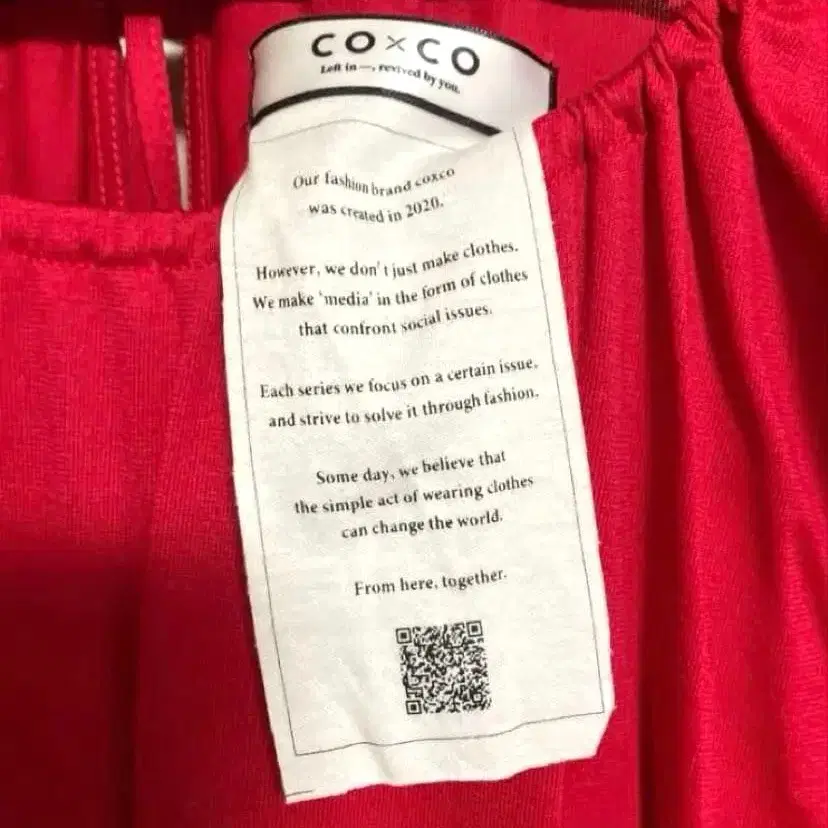 CO×CO
Left in —, revived by you.
Our fashion brand coxco
was created in 2020.
However, we don't just make clothes.
We make 'media' in the form of clothes
that confront social issues.
Each series we focus on a certain issue,
and strive to solve it through fashion.
Some day, we believe that
the simple act of wearing clothes
can change the world.
From here, together.